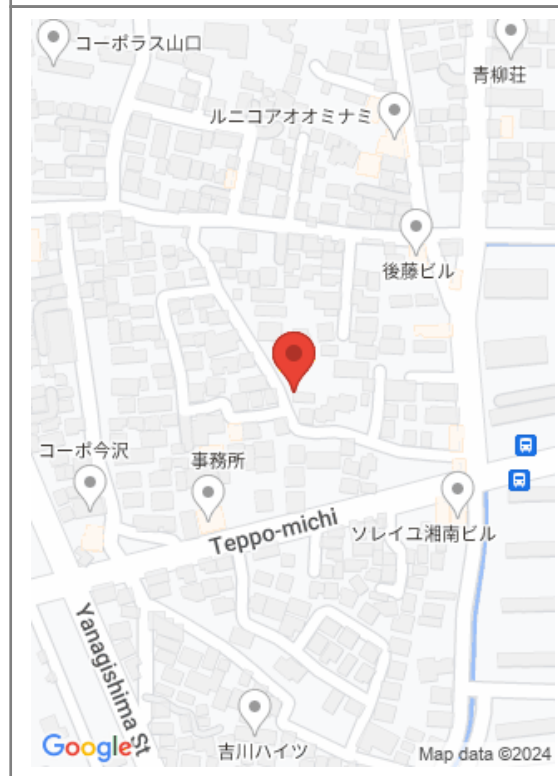 コーポラス山口
青柳荘
ルニコアオオミナミ
後藤ビル
コーポ今沢
事務所
Teppo-michi
ソレイユ湘南ビル
Yanagishima St
吉川ハイツ
Google
Map data ©2024